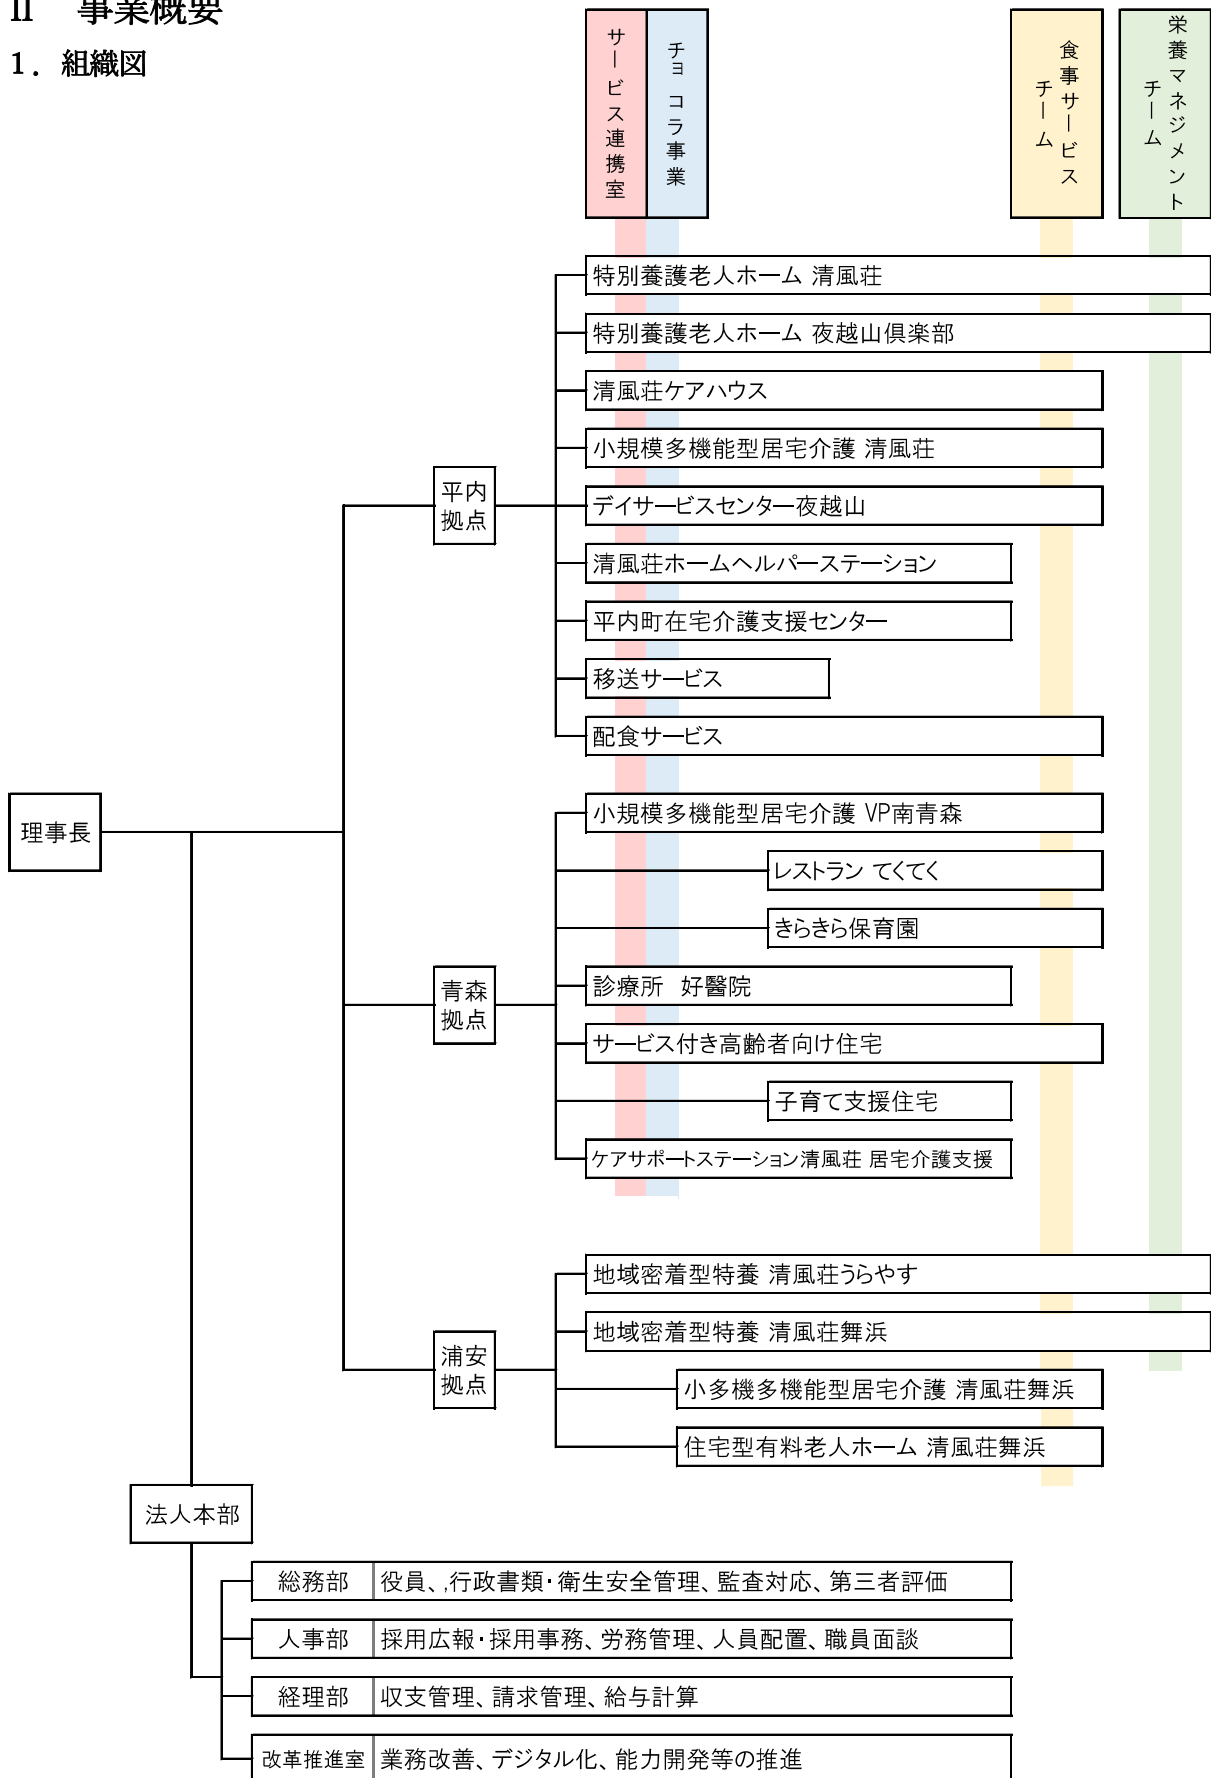 Ⅱ 事業概要
1．組織図
サービス連携室
チョコラ事業
食事サービス
チーム
栄養マネジメント
チーム
特別養護老人ホーム 清風荘
特別養護老人ホーム 夜越山倶楽部
清風荘ケアハウス
小規模多機能型居宅介護 清風荘
平内
拠点
デイサービスセンター夜越山
清風荘ホームヘルパーステーション
平内町在宅介護支援センター
移送サービス
配食サービス
理事長
小規模多機能型居宅介護 VP南青森
レストラン てくてく
きらきら保育園
青森
拠点
診療所　好醫院
サービス付き高齢者向け住宅
子育て支援住宅
ケアサポートステーション清風荘 居宅介護支援
地域密着型特養 清風荘うらやす
地域密着型特養 清風荘舞浜
浦安
拠点
小多機多機能型居宅介護 清風荘舞浜
住宅型有料老人ホーム 清風荘舞浜
法人本部
総務部 役員、,行政書類・衛生安全管理、監査対応、第三者評価
人事部 採用広報・採用事務、労務管理、人員配置、職員面談
経理部 収支管理、請求管理、給与計算
改革推進室 業務改善、デジタル化、能力開発等の推進